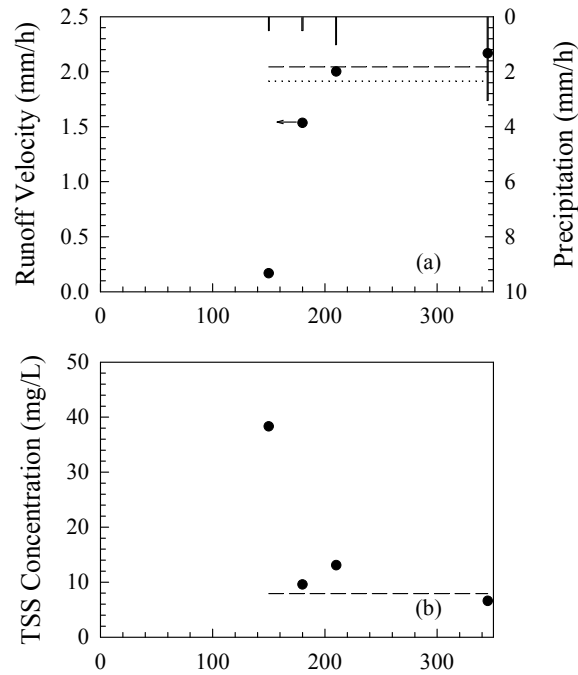 Runoff Velocity (mm/h)
2.5
2.0
1.5
1.0
0.5
0.0
0
2
4
6
8
10
Precipitation (mm/h)
(a)
0 100 200 300
TSS Concentration (mg/L)
50
40
30
20
10
0
(b)
0 100 200 300